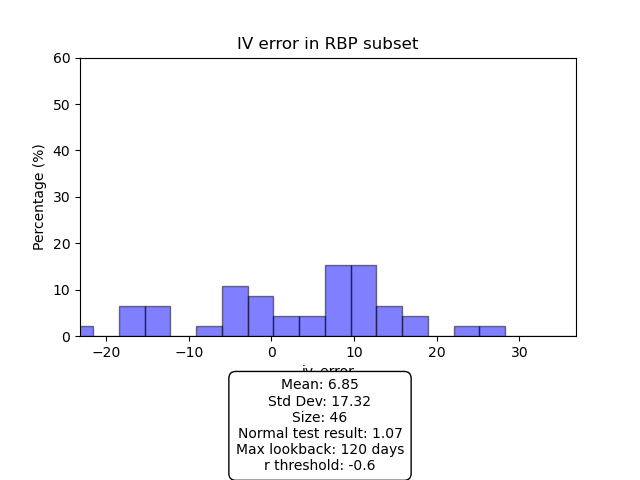 IV error in RBP subset
60
50
40
30
20
10
0
Percentage (%)
−20 −10 0 10 20 30
iv_error
Mean: 6.85
Std Dev: 17.32
Size: 46
Normal test result: 1.07
Max lookback: 120 days
r threshold: -0.6